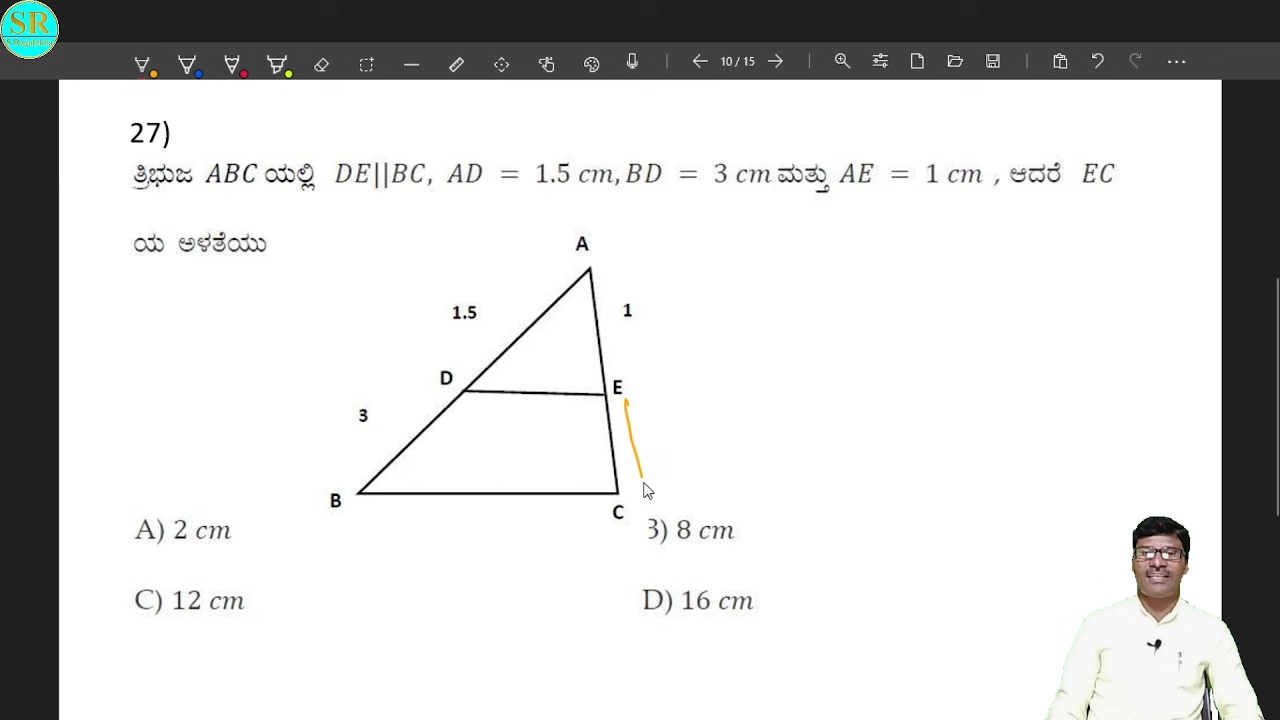 SR
10 / 15
27)
ತ್ರಿಭುಜ ABC ಯಲ್ಲಿ DE||BC, AD = 1.5 cm, BD = 3 cm ಮತ್ತು AE = 1 cm , ಆದರೆ EC
ಯ ಅಳತೆಯು
A
1.5
1
D
E
3
B
C
A) 2 cm
B) 8 cm
C) 12 cm
D) 16 cm